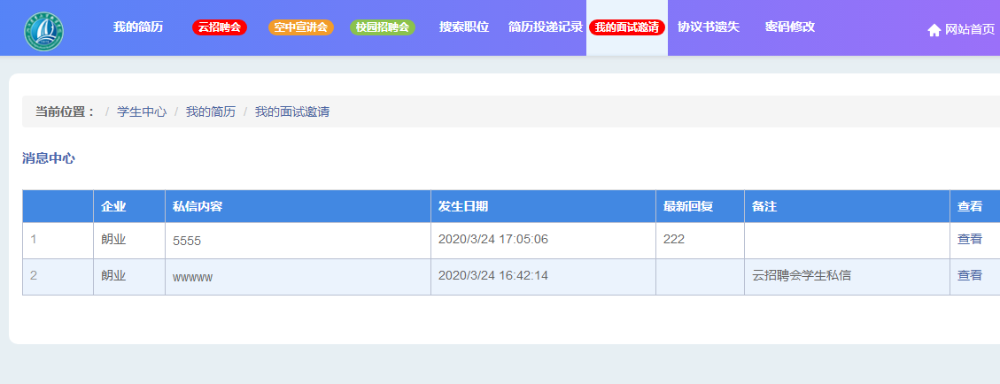 我的简历 云招聘会 空中宣讲会 校园招聘会 搜索职位 简历投递记录 我的面试邀请 协议书遗失 密码修改 网站首页
当前位置： / 学生中心 / 我的简历 / 我的面试邀请
消息中心
企业 私信内容 发生日期 最新回复 备注 查看
1 朗业 5555 2020/3/24 17:05:06 222 查看
2 朗业 wwwww 2020/3/24 16:42:14 云招聘会学生私信 查看